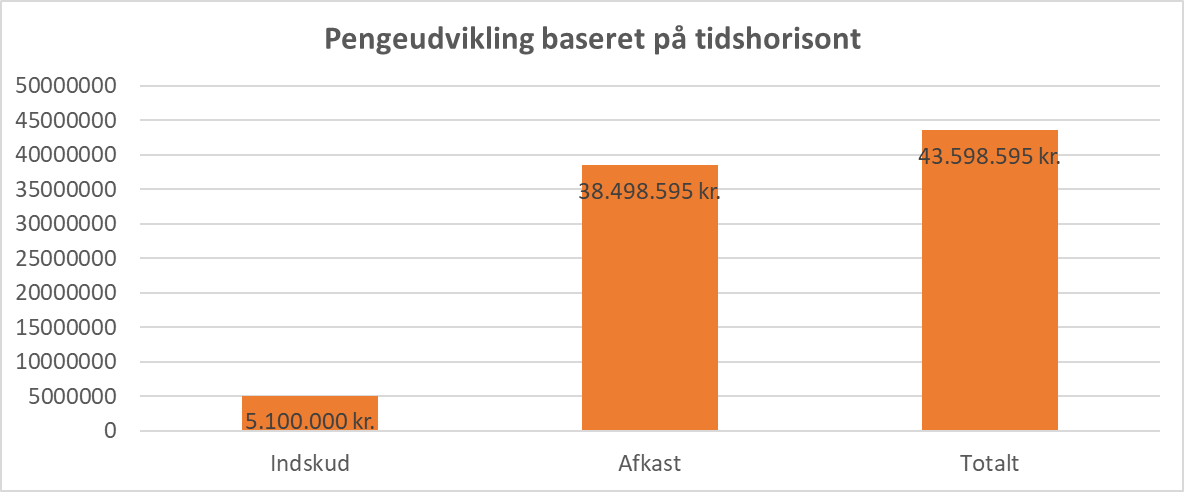 Pengeudvikling baseret på tidshorisont
50000000
45000000
40000000
35000000
30000000
25000000
20000000
15000000
10000000
5000000
0
5.100.000 kr.
38.498.595 kr.
43.598.595 kr.
Indskud
Afkast
Totalt